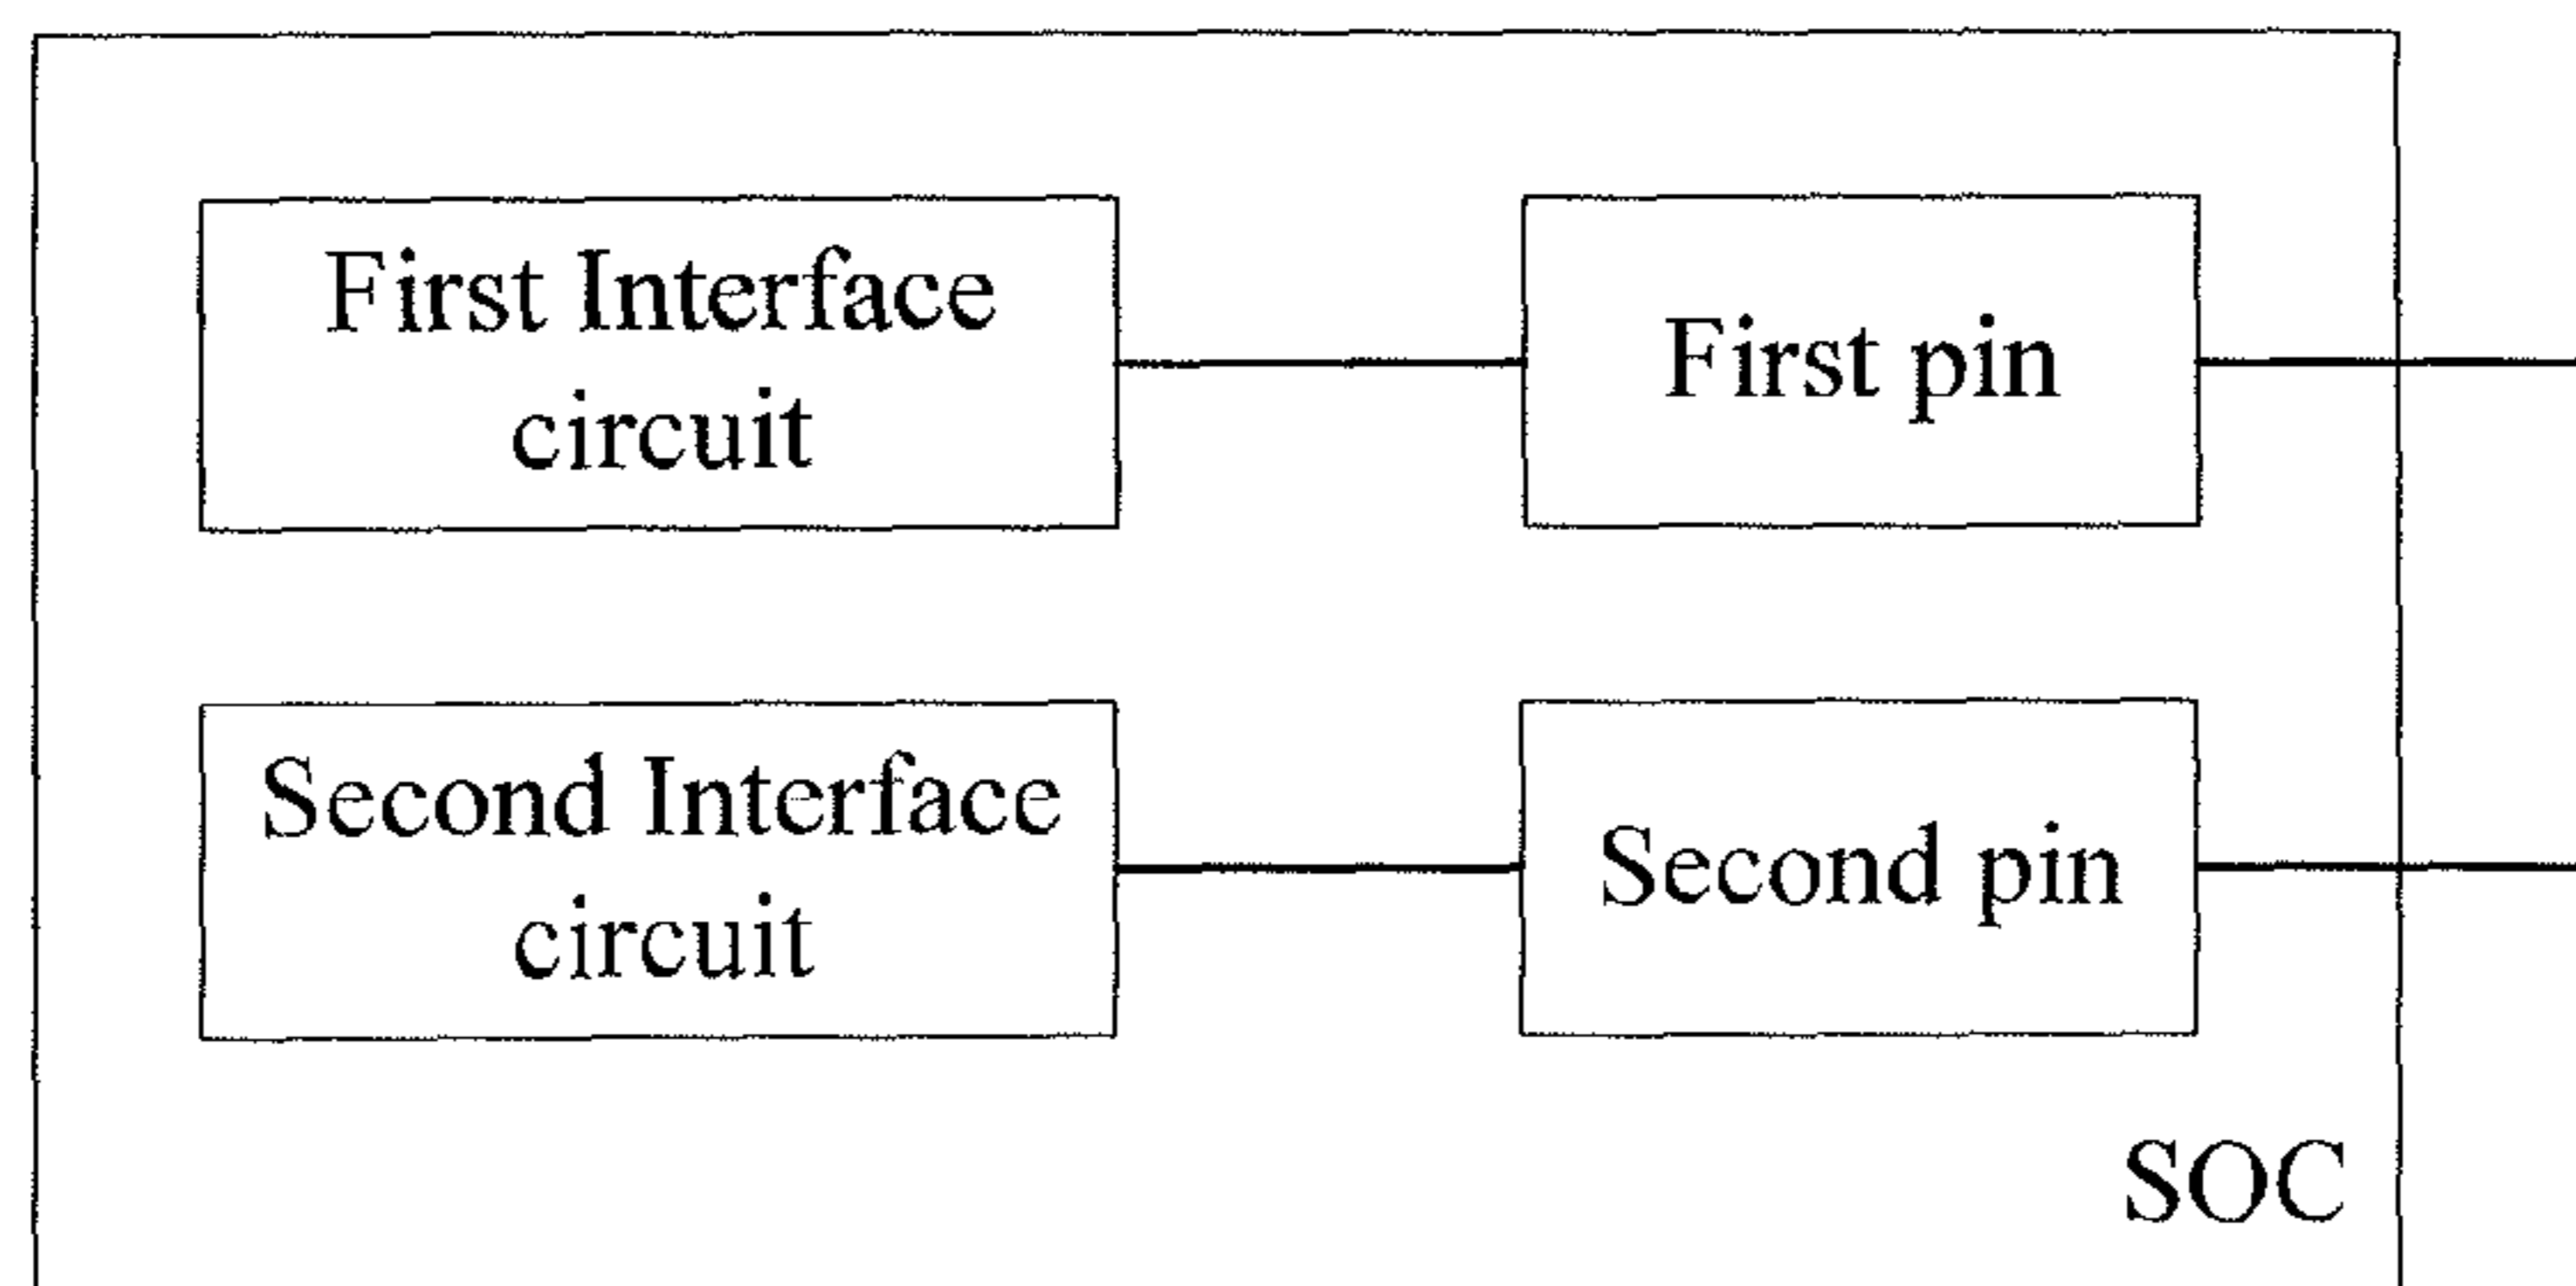 First Interface
circuit
First pin
Second Interface
circuit
Second pin
SOC